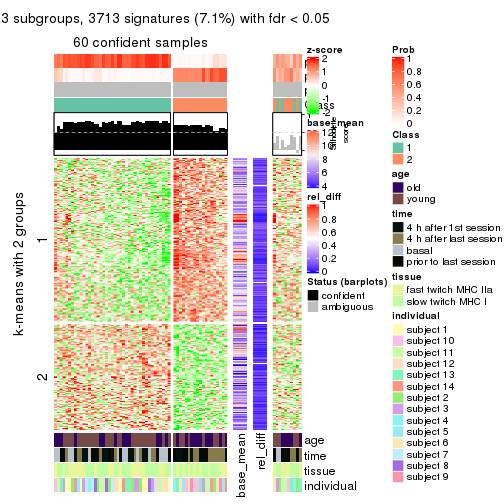 3 subgroups, 3713 signatures (7.1%) with fdr < 0.05
60 confident samples
k-means with 2 groups
1
2
Class
z-score
2
1
0
-1
-2
base_mean
12
10
8
6
4
rel_diff
1
0.8
0.6
0.4
0.2
0
Status (barplots)
confident
ambiguous
base_mean
rel_diff
age
time
tissue
individual
Prob
1
0.8
0.6
0.4
0.2
0
Class
1
2
age
old
young
time
4 h after 1st session
4 h after last session
basal
prior to last session
tissue
fast twitch MHC IIa
slow twitch MHC I
individual
subject 1
subject 10
subject 11
subject 12
subject 13
subject 14
subject 2
subject 3
subject 4
subject 5
subject 6
subject 7
subject 8
subject 9